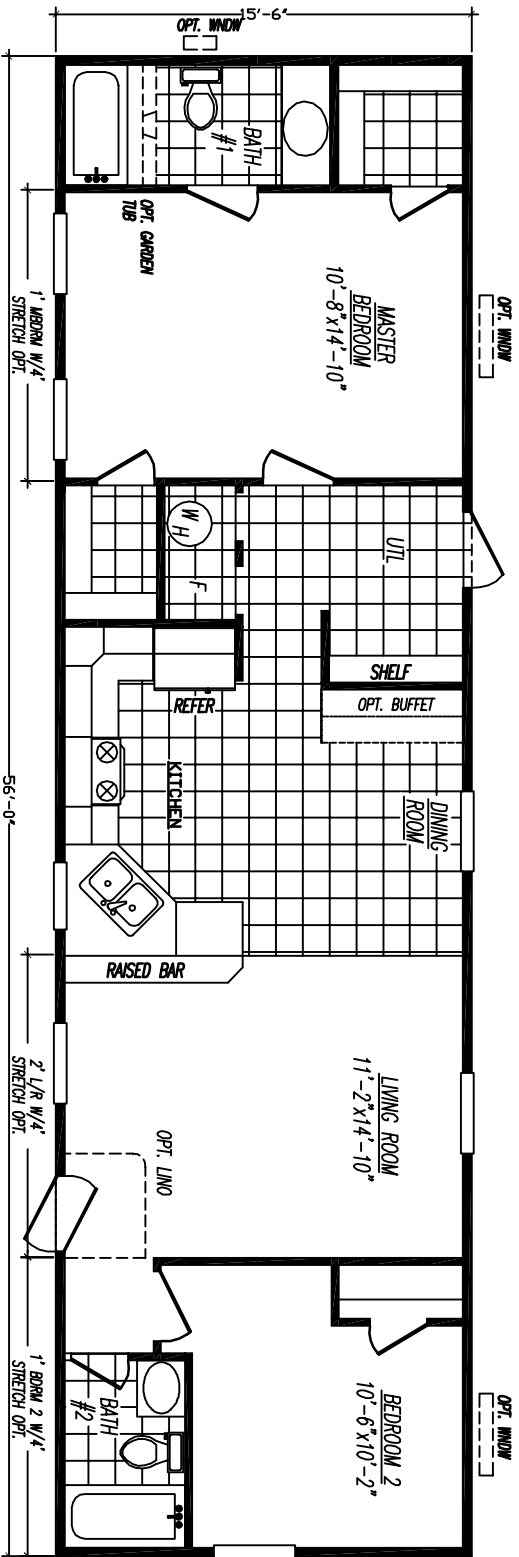 15'-6"
OPT. WNDW
BATH
#1
OPT. GARDEN
TUB
OPT. WNDW
MASTER
BEDROOM
10'-8"x14'-10"
1' MBDRM W/4'
STRETCH OPT.
UTL
W H
F
SHELF
OPT. BUFFET
REFER
KITCHEN
DINING
ROOM
56'-0"
RAISED BAR
LIVING ROOM
11'-2"x14'-10"
2' L/R W/4'
STRETCH OPT.
OPT. LINO
BEDROOM 2
10'-6"x10'-2"
OPT. WNDW
BATH
#2
1' BDRM 2 W/4'
STRETCH OPT.